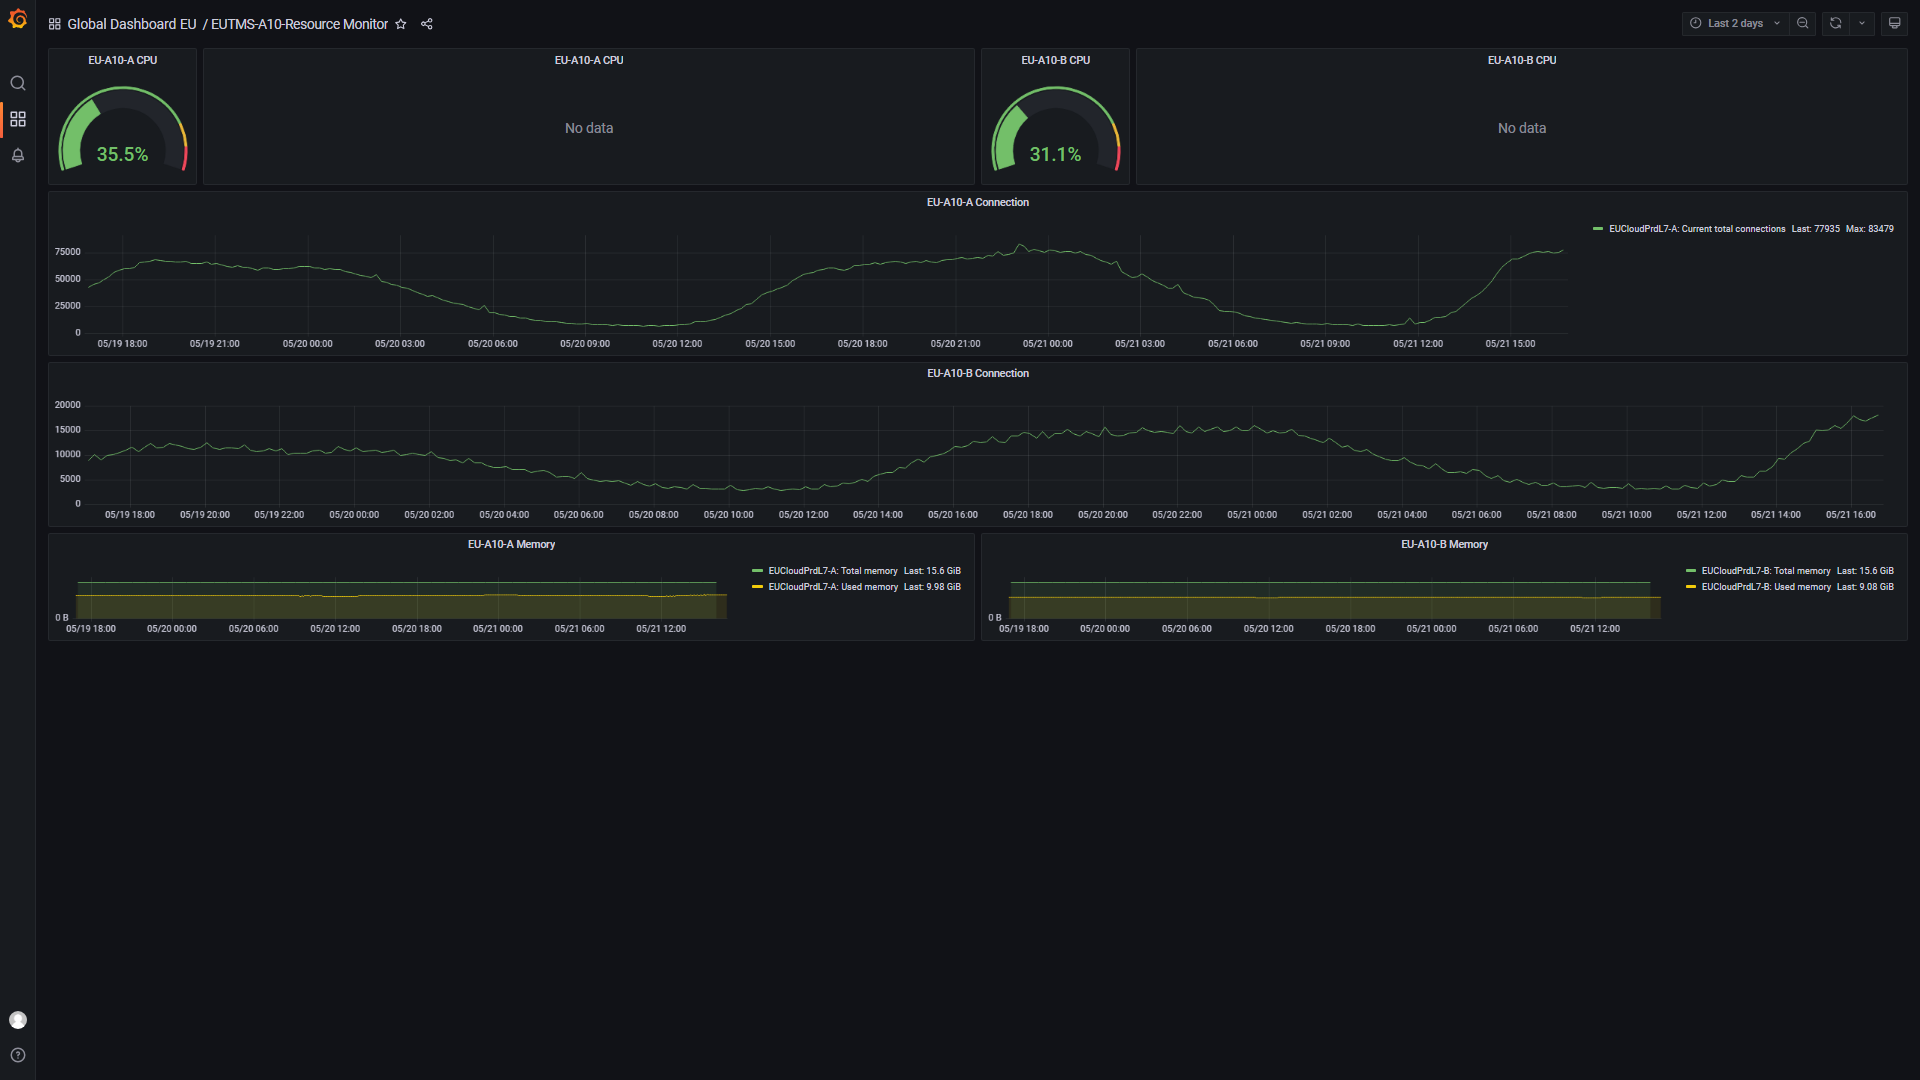 Global Dashboard EU / EUTMS-A10-Resource Monitor
Last 2 days
EU-A10-A CPU
35.5%
EU-A10-A CPU
No data
EU-A10-B CPU
31.1%
EU-A10-B CPU
No data
EU-A10-A Connection
EUCloudPrdL7-A: Current total connections Last: 77935 Max: 83479
75000
50000
25000
0
05/19 18:00 05/19 21:00 05/20 00:00 05/20 03:00 05/20 06:00 05/20 09:00 05/20 12:00 05/20 15:00 05/20 18:00 05/20 21:00 05/21 00:00 05/21 03:00 05/21 06:00 05/21 09:00 05/21 12:00 05/21 15:00
EU-A10-B Connection
20000
15000
10000
5000
0
05/19 18:00 05/19 20:00 05/19 22:00 05/20 00:00 05/20 02:00 05/20 04:00 05/20 06:00 05/20 08:00 05/20 10:00 05/20 12:00 05/20 14:00 05/20 16:00 05/20 18:00 05/20 20:00 05/20 22:00 05/21 00:00 05/21 02:00 05/21 04:00 05/21 06:00 05/21 08:00 05/21 10:00 05/21 12:00 05/21 14:00 05/21 16:00
EU-A10-A Memory
EUCloudPrdL7-A: Total memory Last: 15.6 GiB
EUCloudPrdL7-A: Used memory Last: 9.98 GiB
0 B
05/19 18:00 05/20 00:00 05/20 06:00 05/20 12:00 05/20 18:00 05/21 00:00 05/21 06:00 05/21 12:00
EU-A10-B Memory
EUCloudPrdL7-B: Total memory Last: 15.6 GiB
EUCloudPrdL7-B: Used memory Last: 9.08 GiB
0 B
05/19 18:00 05/20 00:00 05/20 06:00 05/20 12:00 05/20 18:00 05/21 00:00 05/21 06:00 05/21 12:00